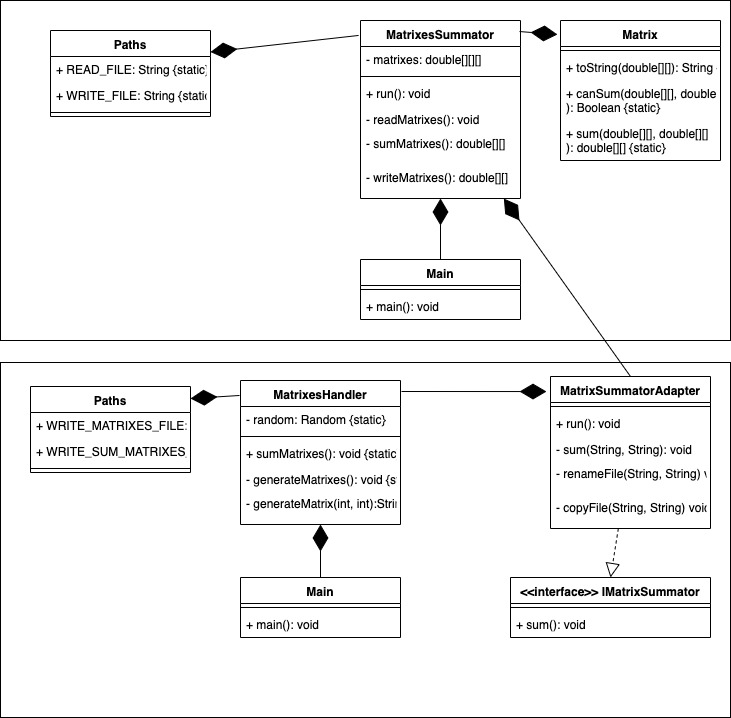 Paths
+ READ_FILE: String {static}
+ WRITE_FILE: String {static
MatrixesSummator
- matrixes: double[][][]
+ run(): void
- readMatrixes(): void
- sumMatrixes(): double[][]
- writeMatrixes(): double[][]
Matrix
+ toString(double[][]): String
+ canSum(double[][], double
): Boolean {static}
+ sum(double[][], double[][]
): double[][] {static}
Main
+ main(): void
Paths
+ WRITE_MATRIXES_FILE:
+ WRITE_SUM_MATRIXES_
MatrixesHandler
- random: Random {static}
+ sumMatrixes(): void {static
- generateMatrixes(): void {s
- generateMatrix(int, int):Strin
Main
+ main(): void
MatrixSummatorAdapter
+ run(): void
- sum(String, String): void
- renameFile(String, String) v
- copyFile(String, String) void
<<interface>> IMatrixSummator
+ sum(): void